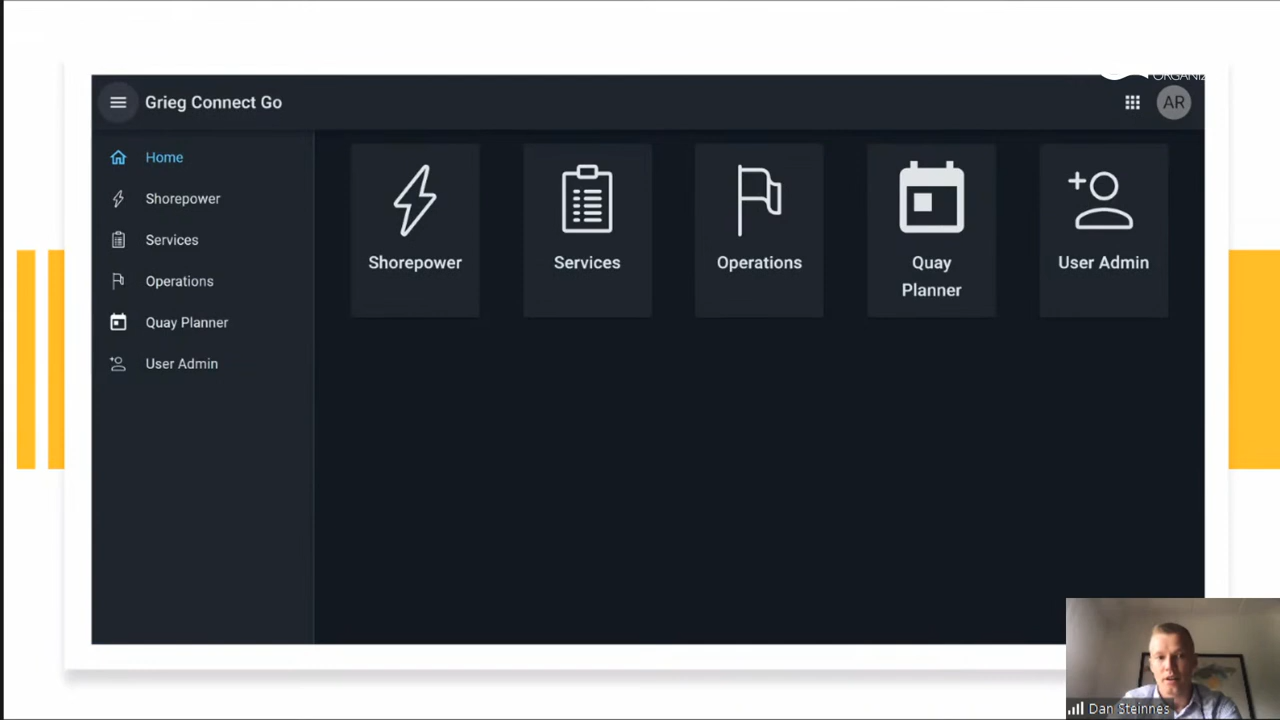 ORGANIZ
Grieg Connect Go
AR
Home
Shorepower
Services
Operations
Quay Planner
User Admin
Shorepower
Services
Operations
Quay
Planner
User Admin
Dan Steinnes